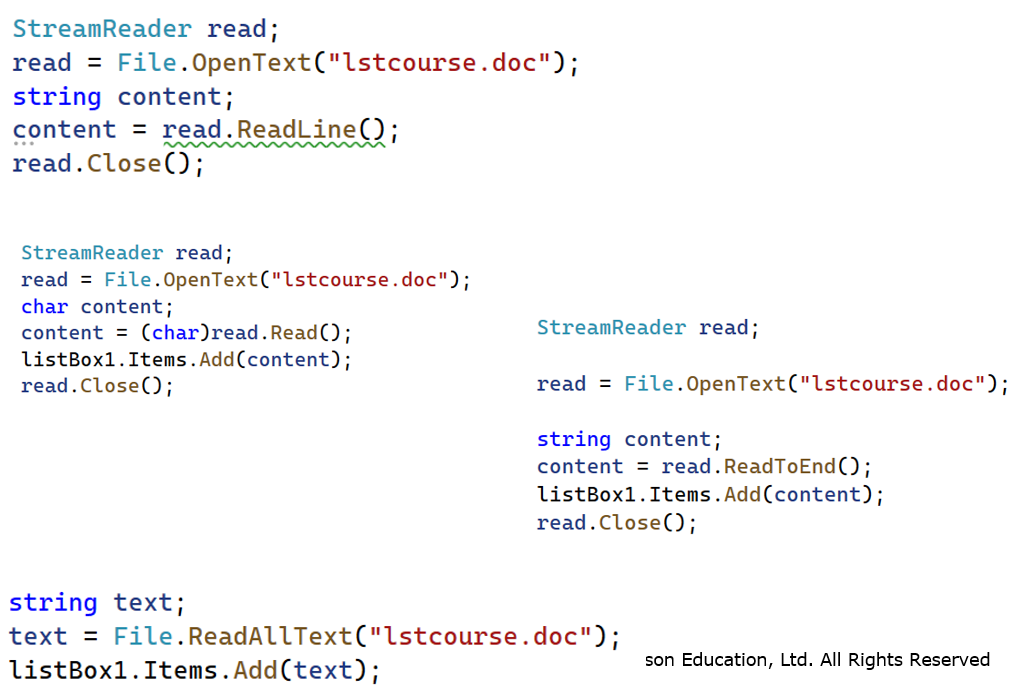 StreamReader read;
read = File.OpenText("lstcourse.doc");
string content;
content = read.ReadLine();
read.Close();
StreamReader read;
read = File.OpenText("lstcourse.doc");
char content;
content = (char)read.Read();
listBox1.Items.Add(content);
read.Close();
StreamReader read;
read = File.OpenText("lstcourse.doc");
string content;
content = read.ReadToEnd();
listBox1.Items.Add(content);
read.Close();
string text;
text = File.ReadAllText("lstcourse.doc");
listBox1.Items.Add(text);
son Education, Ltd. All Rights Reserved